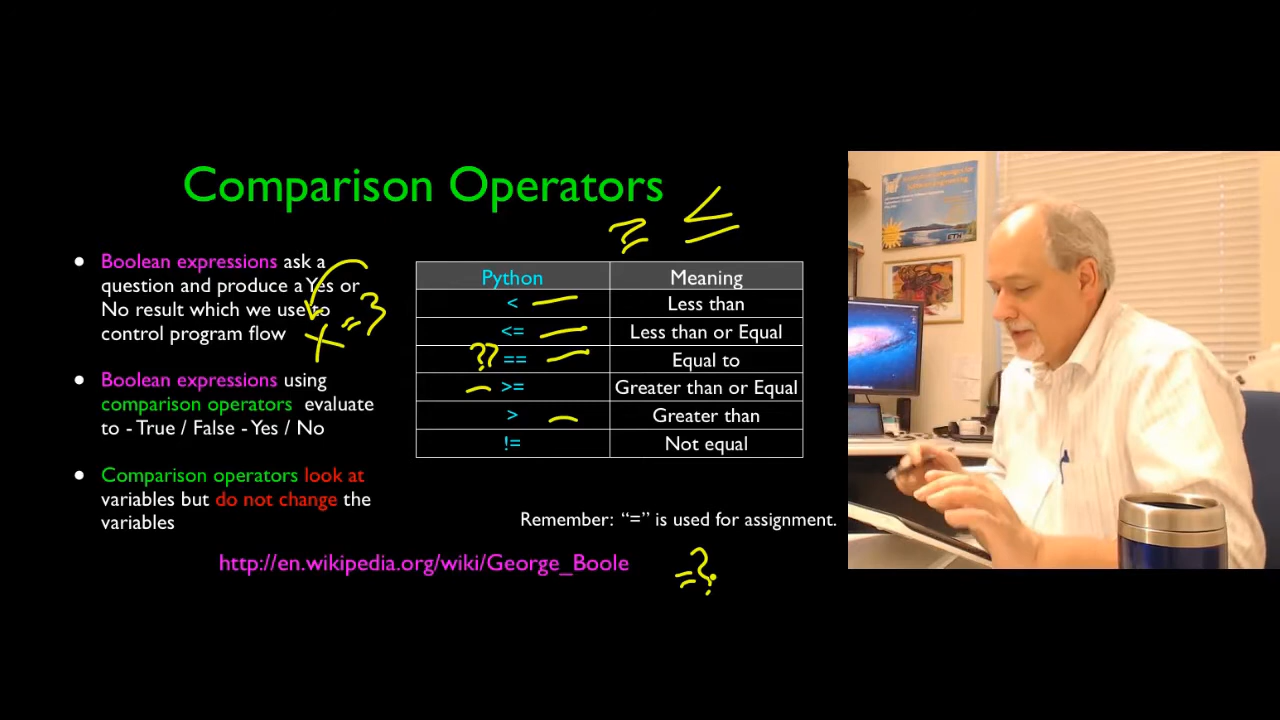 Comparison Operators
≥ ≤
Boolean expressions ask a
question and produce a Yes or
No result which we use to
control program flow
x = 3
Boolean expressions using
comparison operators evaluate
to - True / False - Yes / No
Comparison operators look at
variables but do not change the
variables
Python Meaning
< Less than
<= Less than or Equal
?? == Equal to
>= Greater than or Equal
> Greater than
!= Not equal
Remember: “=” is used for assignment.
http://en.wikipedia.org/wiki/George_Boole
=?
ETH